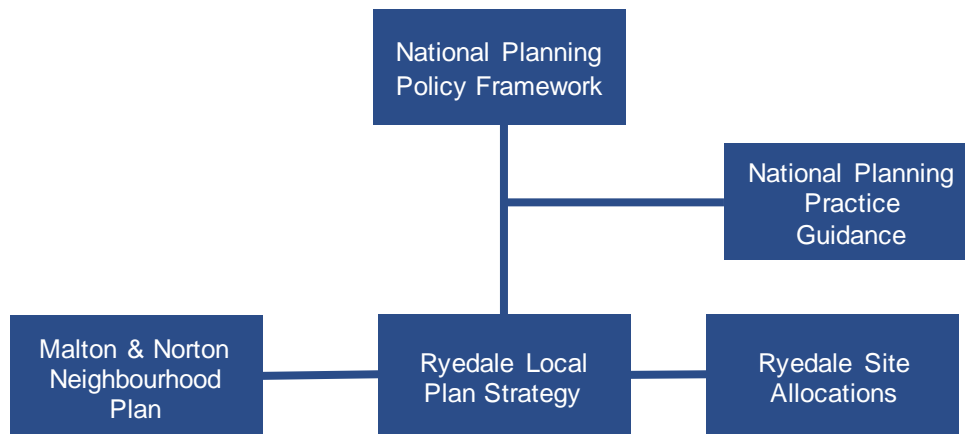 National Planning
Policy Framework
National Planning
Practice
Guidance
Malton & Norton
Neighbourhood
Plan
Ryedale Local
Plan Strategy
Ryedale Site
Allocations